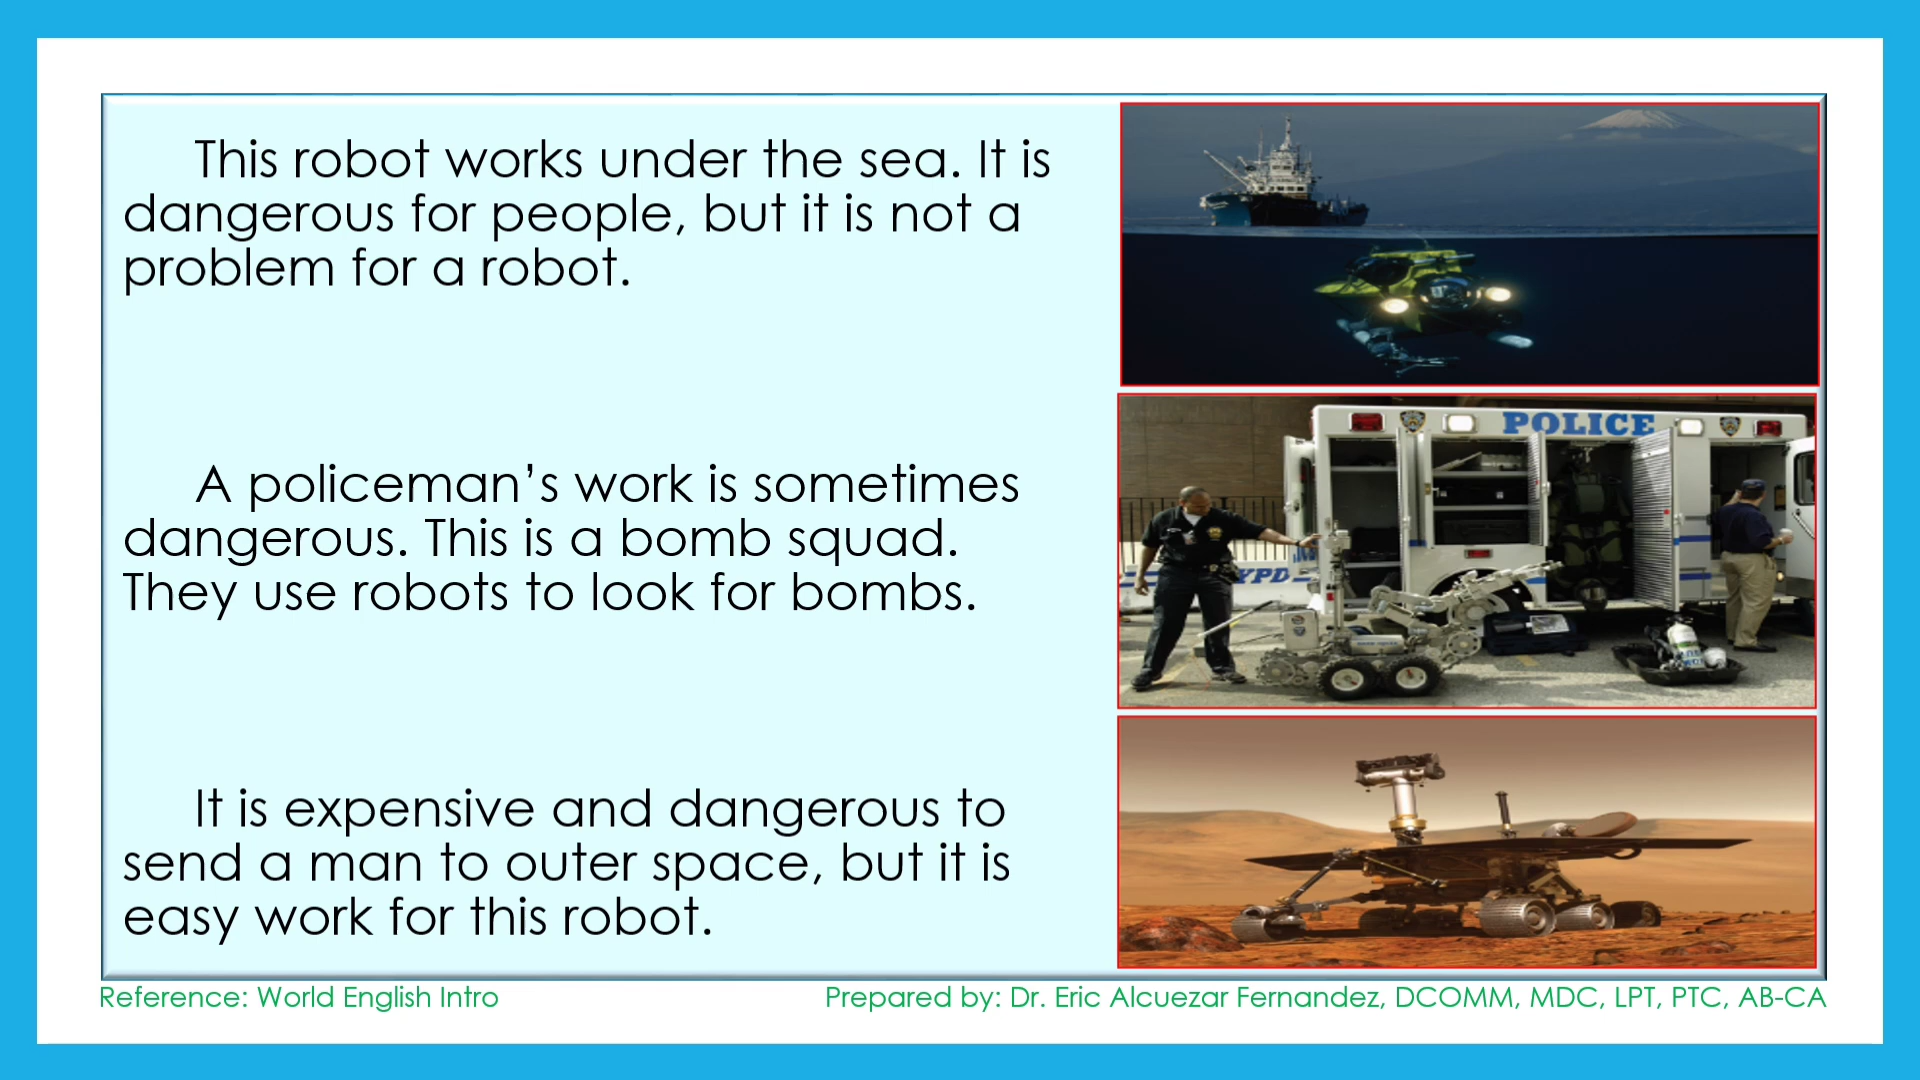 This robot works under the sea. It is
dangerous for people, but it is not a
problem for a robot.
A policeman’s work is sometimes
dangerous. This is a bomb squad.
They use robots to look for bombs.
It is expensive and dangerous to
send a man to outer space, but it is
easy work for this robot.
POLICE
YPD
Reference: World English Intro
Prepared by: Dr. Eric Alcuezar Fernandez, DCOMM, MDC, LPT, PTC, AB-CA